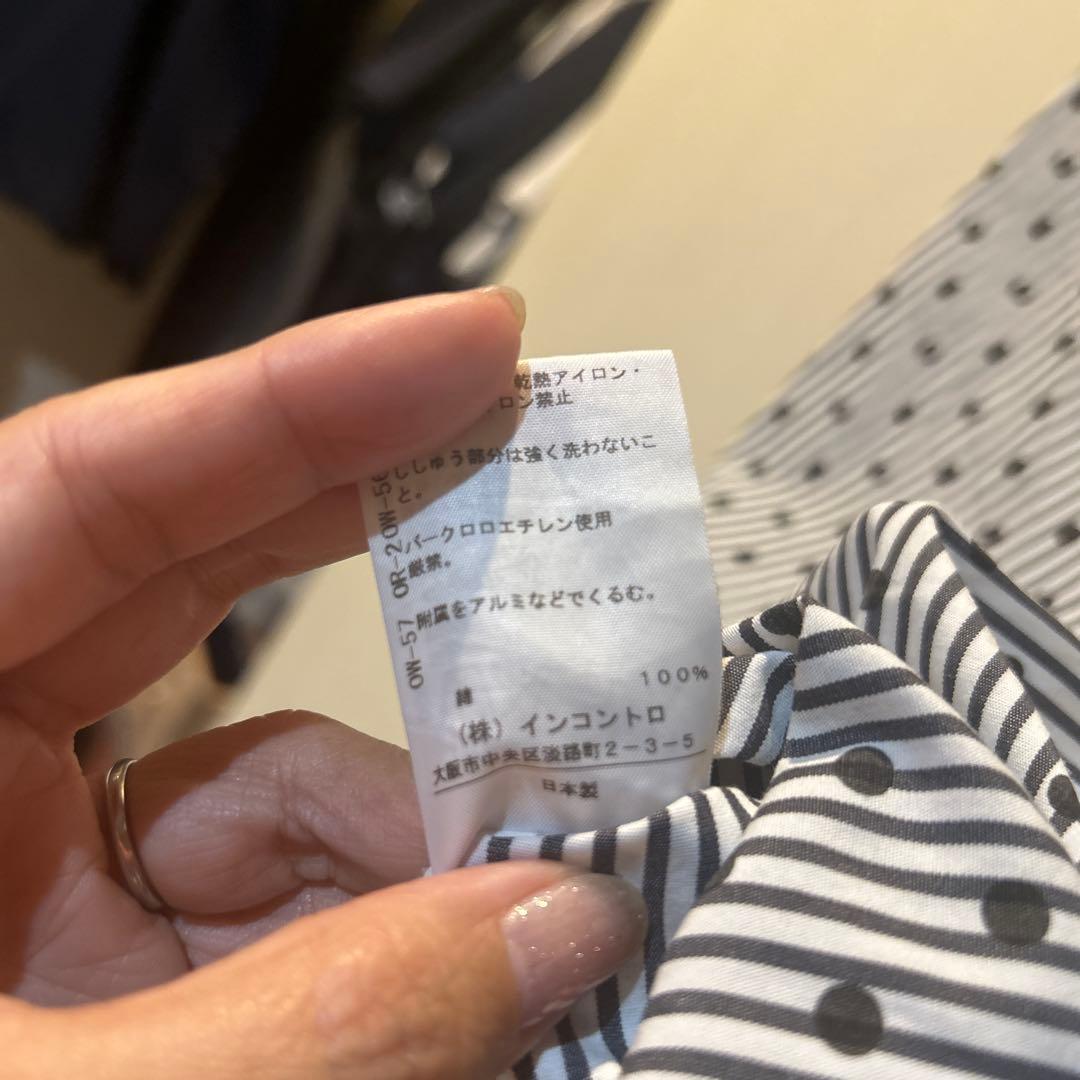 乾熱アイロン・
ロン禁止
ししゅう部分は強く洗わないこ
と。
パークロロエチレン使用
厳禁。
附属をアルミなどでくるむ。
綿 100%
(株) インコントロ
大阪市中央区淡路町2-3-5
日本製
OW-57 OR-20W-56